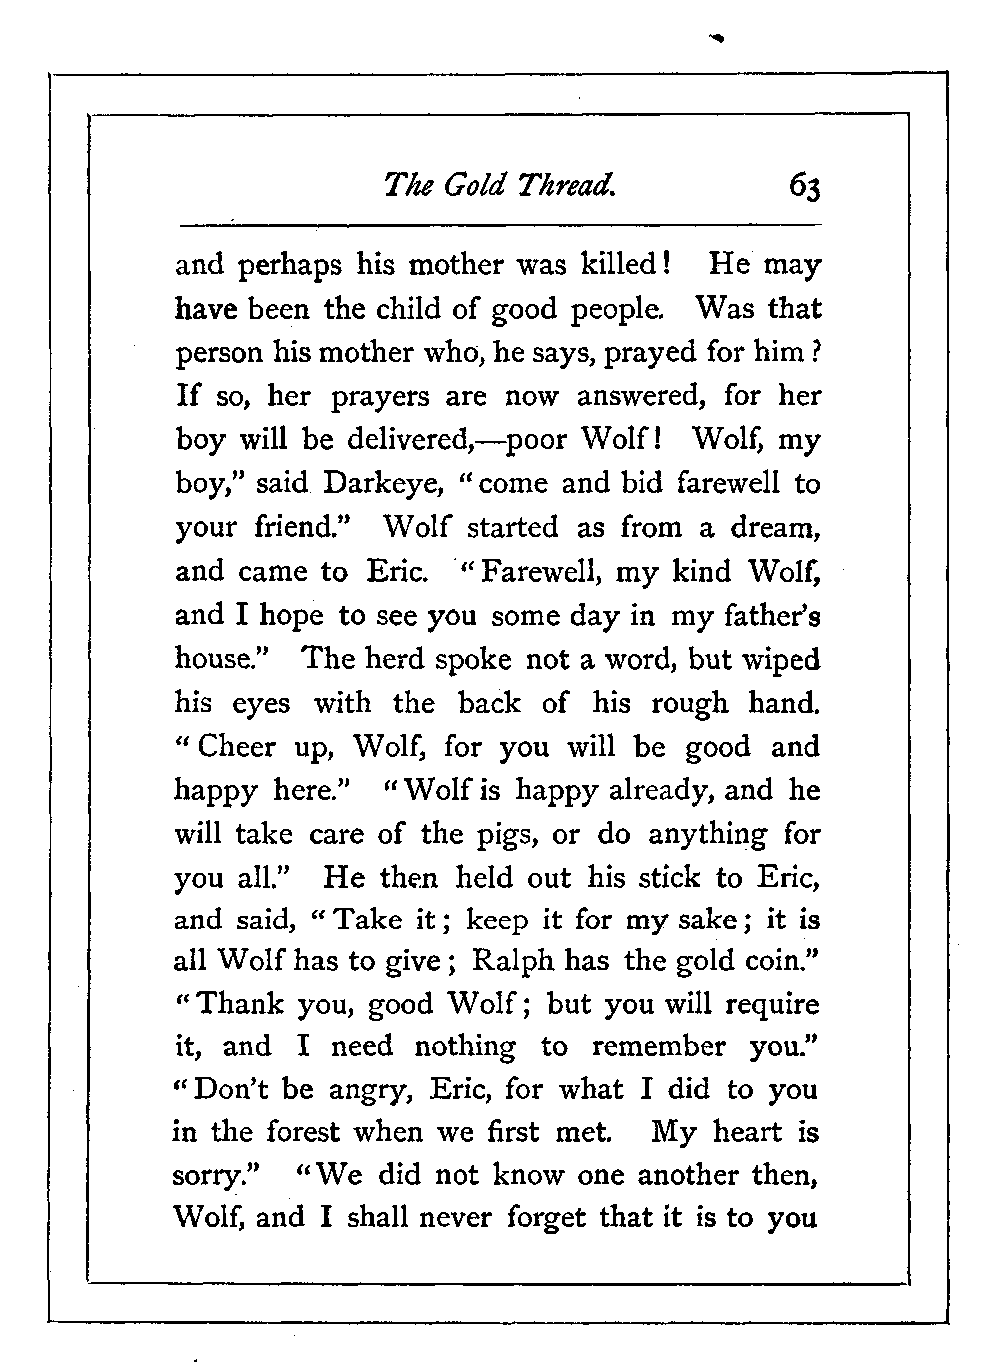 The Gold Thread. 63
and perhaps his mother was killed! He may
have been the child of good people. Was that
person his mother who, he says, prayed for him?
If so, her prayers are now answered, for her
boy will be delivered,—poor Wolf! Wolf, my
boy,” said Darkeye, “come and bid farewell to
your friend.” Wolf started as from a dream,
and came to Eric. “Farewell, my kind Wolf,
and I hope to see you some day in my father’s
house.” The herd spoke not a word, but wiped
his eyes with the back of his rough hand.
“Cheer up, Wolf, for you will be good and
happy here.” “Wolf is happy already, and he
will take care of the pigs, or do anything for
you all.” He then held out his stick to Eric,
and said, “Take it; keep it for my sake; it is
all Wolf has to give; Ralph has the gold coin.”
“Thank you, good Wolf; but you will require
it, and I need nothing to remember you.”
“Don’t be angry, Eric, for what I did to you
in the forest when we first met. My heart is
sorry.” “We did not know one another then,
Wolf, and I shall never forget that it is to you